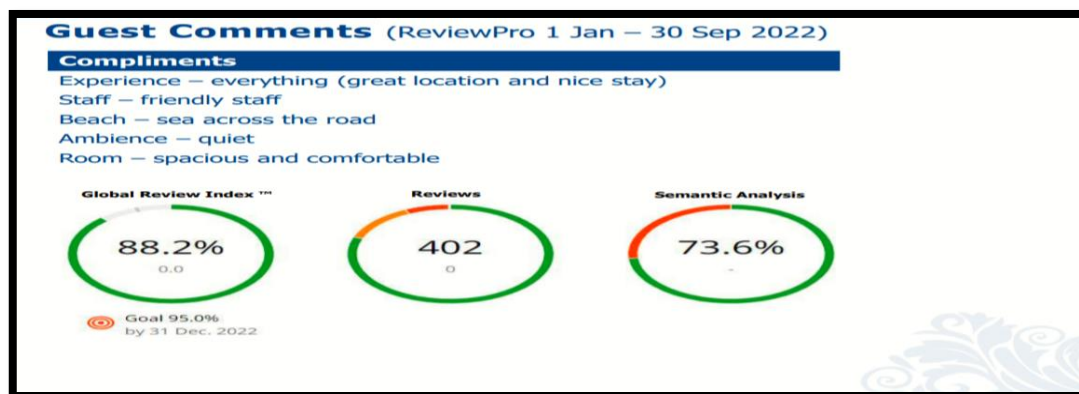 Guest Comments (ReviewPro 1 Jan – 30 Sep 2022)
Compliments
Experience – everything (great location and nice stay)
Staff – friendly staff
Beach – sea across the road
Ambience – quiet
Room – spacious and comfortable
Global Review Index ™
Reviews
Semantic Analysis
88.2%
402
73.6%
0.0
0
-
Goal 95.0%
by 31 Dec. 2022